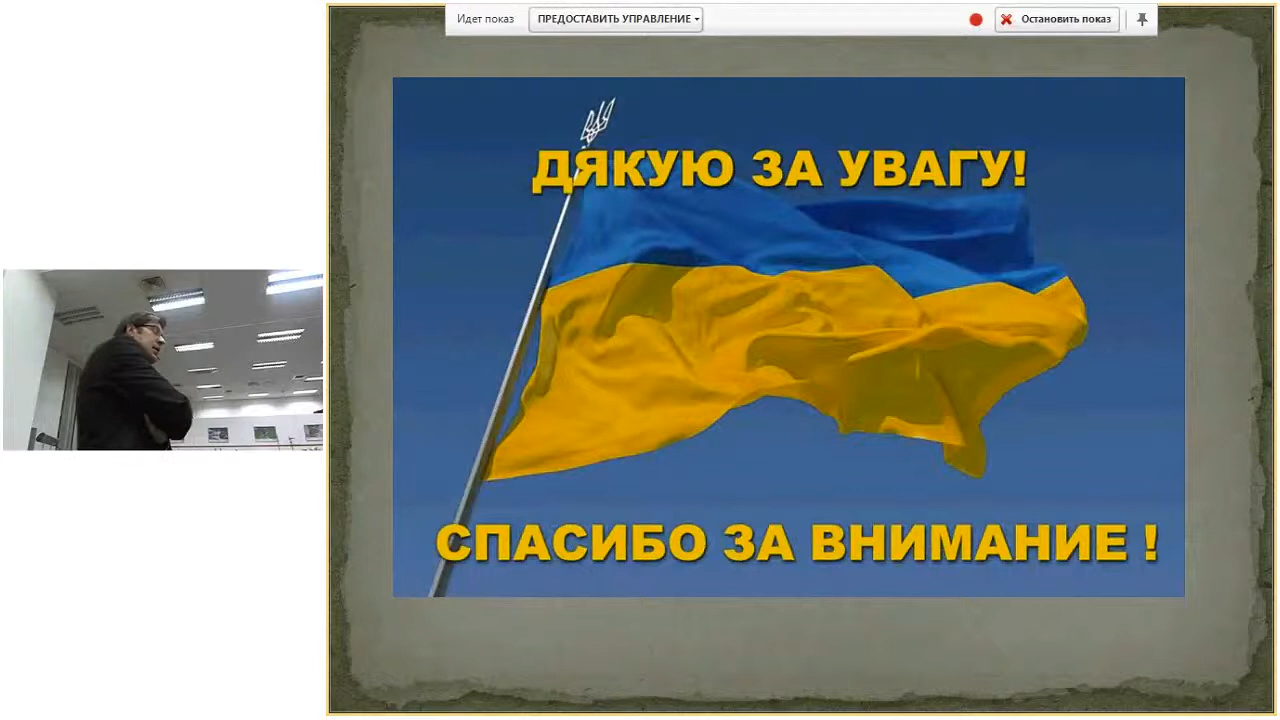 Идет показ
ПРЕДОСТАВИТЬ УПРАВЛЕНИЕ
Остановить показ
ДЯКУЮ ЗА УВАГУ!
СПАСИБО ЗА ВНИМАНИЕ !